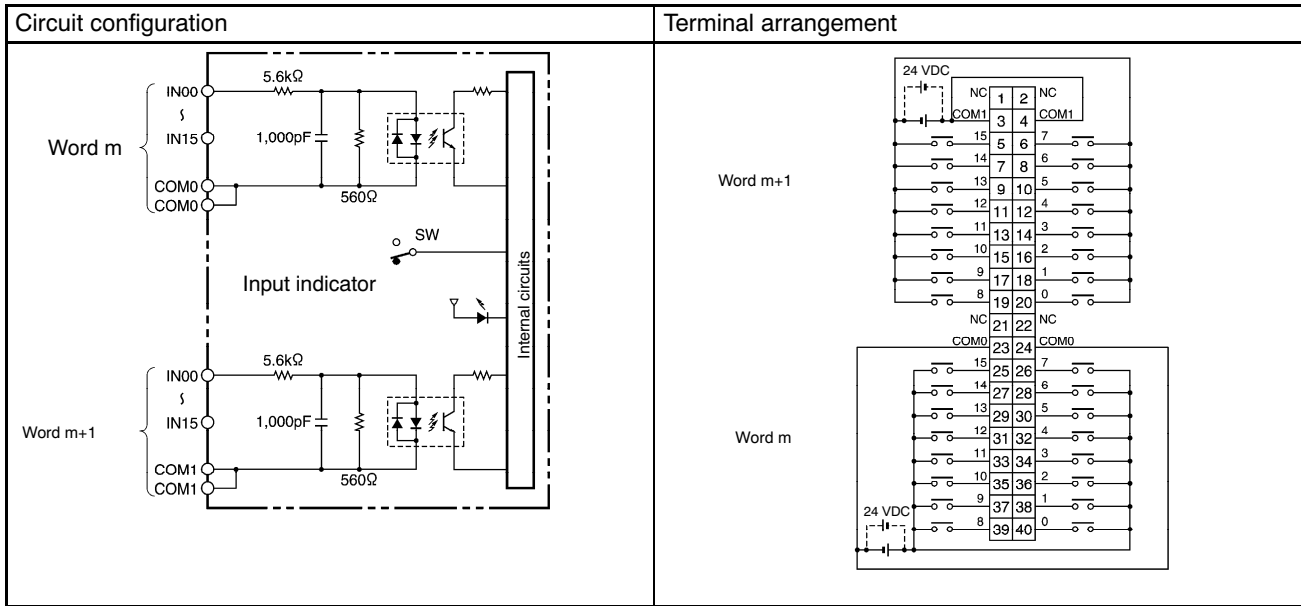 Circuit configuration
Terminal arrangement
5.6kΩ
IN00
∫
IN15
1,000pF
Word m
COM0
COM0
560Ω
SW
Input indicator
Internal circuits
5.6kΩ
IN00
∫
IN15
1,000pF
Word m+1
COM1
COM1
560Ω
24 VDC
NC 1 2 NC
COM1 3 4 COM1
15 5 6 7
14 7 8 6
Word m+1
13 9 10 5
12 11 12 4
11 13 14 3
10 15 16 2
9 17 18 1
8 19 20 0
NC 21 22 NC
COM0 23 24 COM0
15 25 26 7
14 27 28 6
13 29 30 5
Word m
12 31 32 4
11 33 34 3
10 35 36 2
9 37 38 1
24 VDC
8 39 40 0